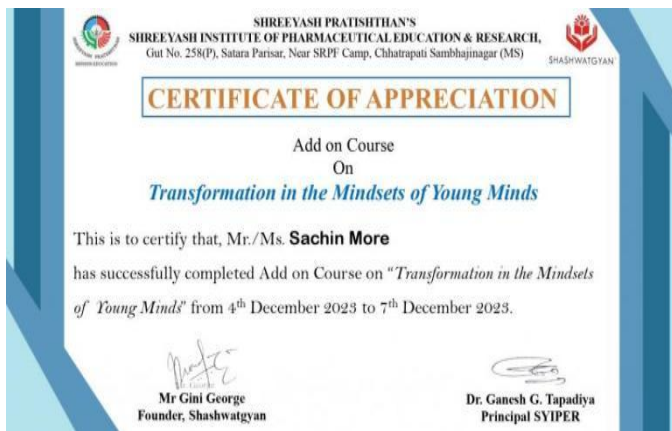 SHREEYASH PRATISHTHAN'S
SHREEYASH INSTITUTE OF PHARMACEUTICAL EDUCATION & RESEARCH,
Gut No. 258(P), Satara Parisar, Near SRPF Camp, Chhatrapati Sambhajinagar (MS)
SHASHWATGYAN
CERTIFICATE OF APPRECIATION
Add on Course
On
Transformation in the Mindsets of Young Minds
This is to certify that, Mr./Ms. Sachin More
has successfully completed Add on Course on “Transformation in the Mindsets
of Young Minds” from 4th December 2023 to 7th December 2023.
Mr Gini George
Founder, Shashwatgyan
Dr. Ganesh G. Tapadiya
Principal SYIPER